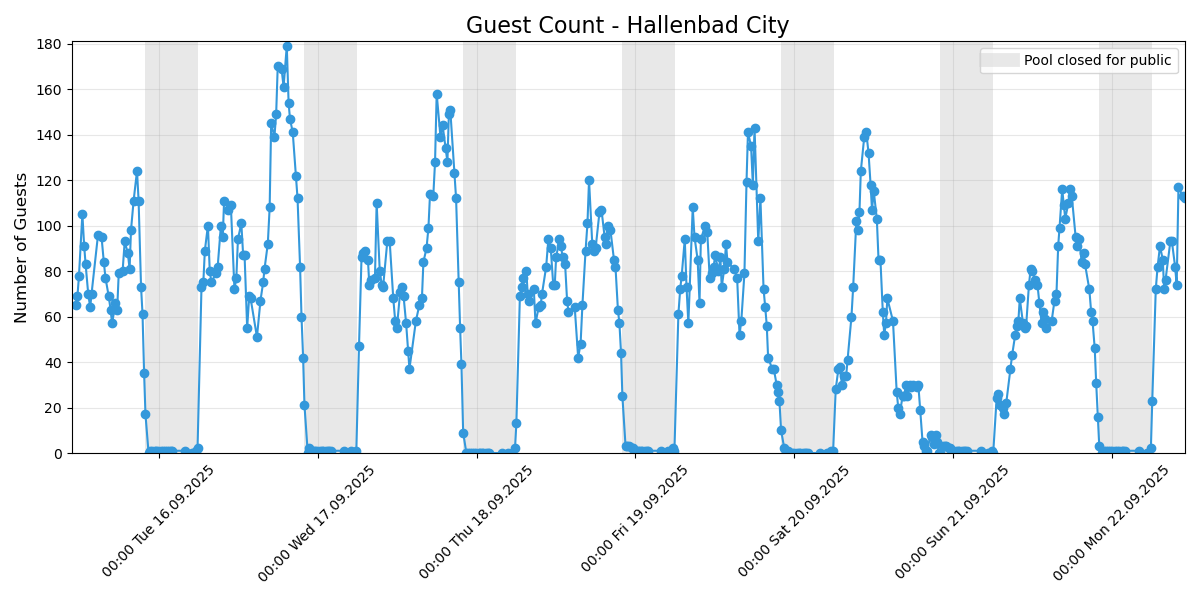 Guest Count - Hallenbad City
Number of Guests
180
160
140
120
100
80
60
40
20
0
Pool closed for public
00:00 Tue 16.09.2025
00:00 Wed 17.09.2025
00:00 Thu 18.09.2025
00:00 Fri 19.09.2025
00:00 Sat 20.09.2025
00:00 Sun 21.09.2025
00:00 Mon 22.09.2025